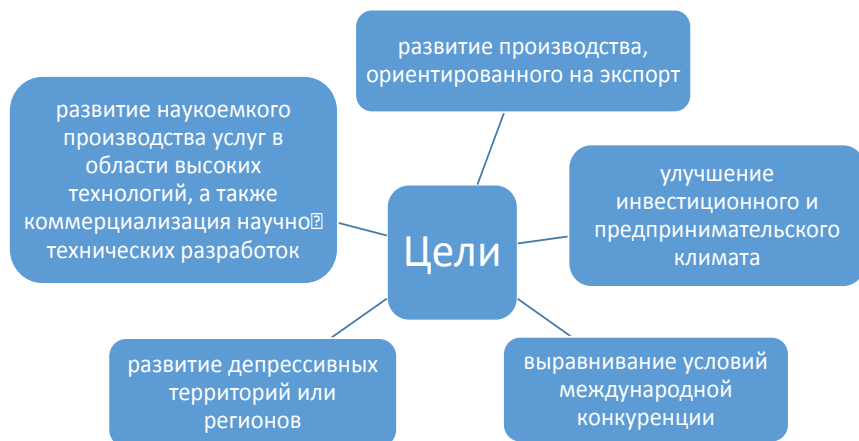 развитие производства,
ориентированного на экспорт
развитие наукоемкого
производства услуг в
области высоких
технологий, а также
коммерциализация научно�
технических разработок
улучшение
инвестиционного и
предпринимательского
климата
Цели
развитие депрессивных
территорий или
регионов
выравнивание условий
международной
конкуренции